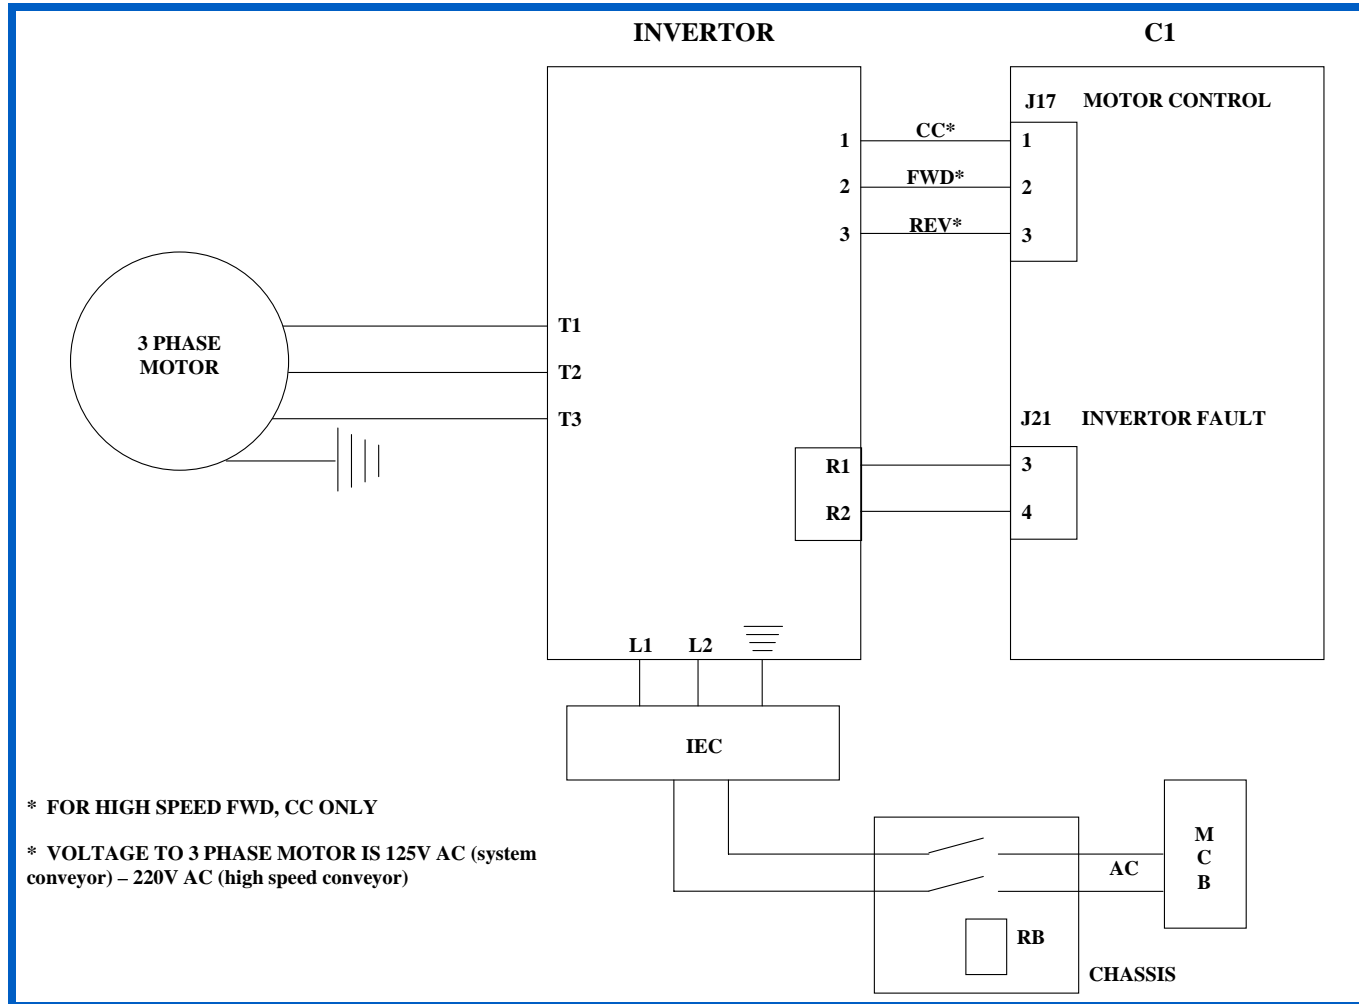 INVERTOR
C1
J17 MOTOR CONTROL
1 CC* 1
2 FWD* 2
3 REV* 3
T1
3 PHASE
MOTOR
T2
T3
J21 INVERTOR FAULT
R1 3
R2 4
L1 L2
IEC
* FOR HIGH SPEED FWD, CC ONLY
* VOLTAGE TO 3 PHASE MOTOR IS 125V AC (system
conveyor) – 220V AC (high speed conveyor)
M
C
B
AC
RB
CHASSIS